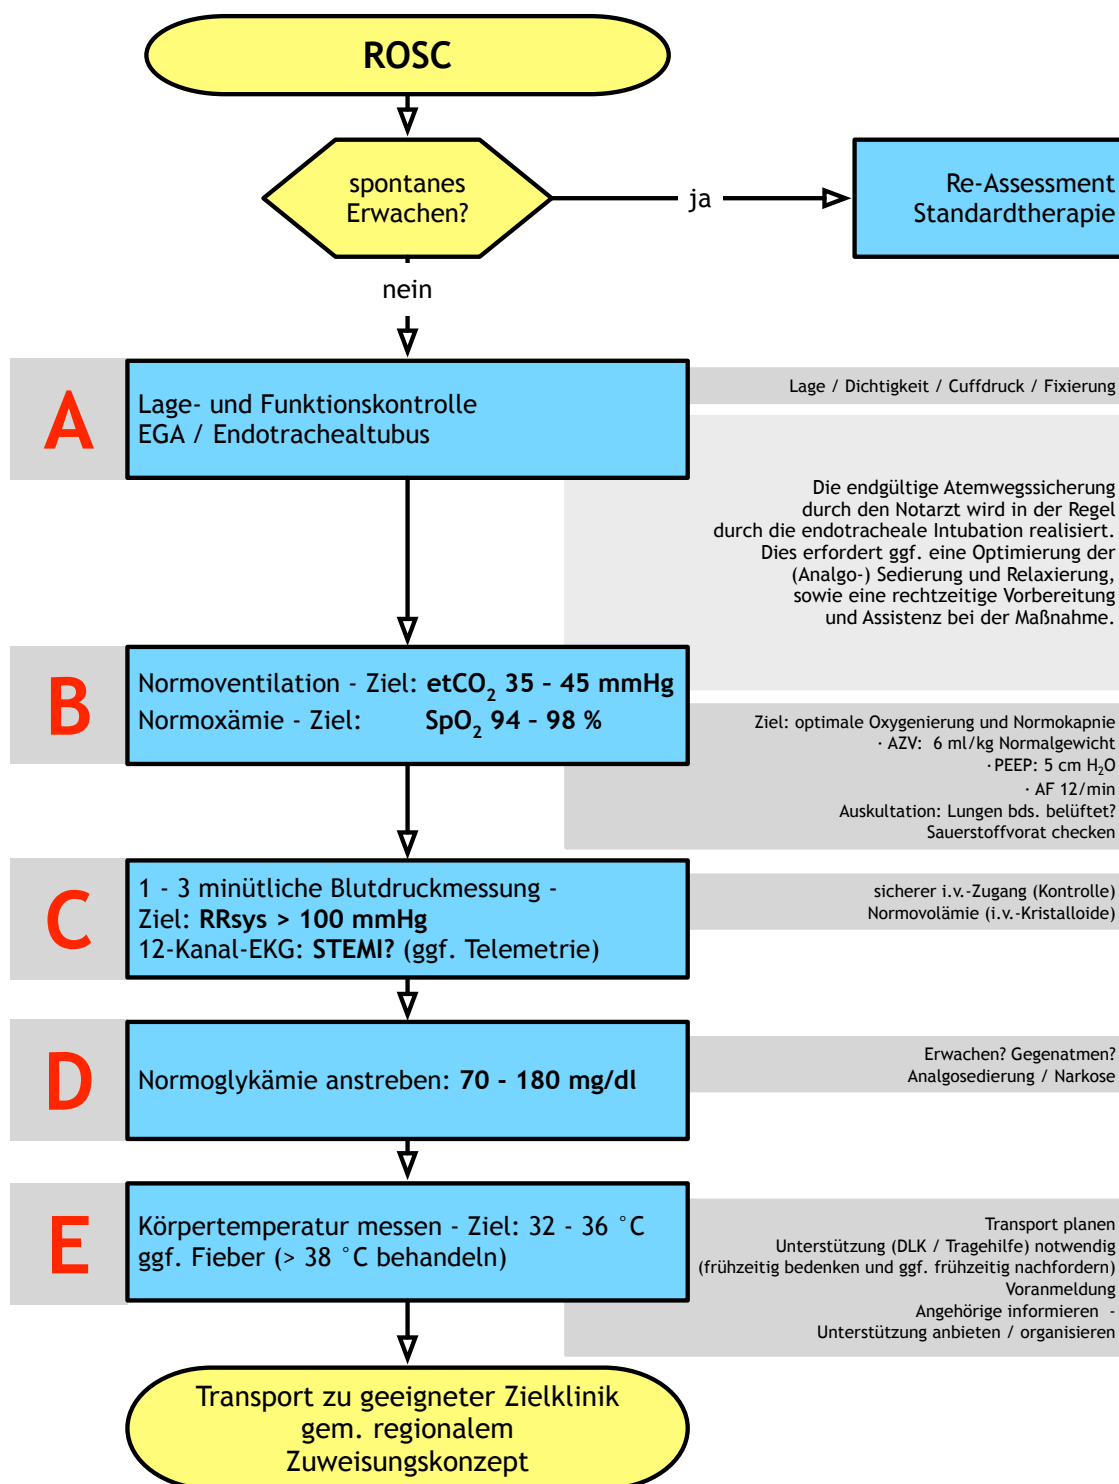 ROSC
spontanes
Erwachen?
ja
Re-Assessment
Standardtherapie
nein
A
Lage- und Funktionskontrolle
EGA / Endotrachealtubus
Lage / Dichtigkeit / Cuffdruck / Fixierung
Die endgültige Atemwegssicherung
durch den Notarzt wird in der Regel
durch die endotracheale Intubation realisiert.
Dies erfordert ggf. eine Optimierung der
(Analgo-) Sedierung und Relaxierung,
sowie eine rechtzeitige Vorbereitung
und Assistenz bei der Maßnahme.
B
Normoventilation - Ziel: etCO₂ 35 – 45 mmHg
Normoxämie - Ziel: SpO₂ 94 – 98 %
Ziel: optimale Oxygenierung und Normokapnie
· AZV: 6 ml/kg Normalgewicht
· PEEP: 5 cm H₂O
· AF 12/min
Auskultation: Lungen bds. belüftet?
Sauerstoffvorat checken
C
1 - 3 minütliche Blutdruckmessung -
Ziel: RRsys > 100 mmHg
12-Kanal-EKG: STEMI? (ggf. Telemetrie)
sicherer i.v.-Zugang (Kontrolle)
Normovolämie (i.v.-Kristalloide)
D
Normoglykämie anstreben: 70 - 180 mg/dl
Erwachen? Gegenatmen?
Analgosedierung / Narkose
E
Körpertemperatur messen - Ziel: 32 - 36 °C
ggf. Fieber (> 38 °C behandeln)
Transport planen
Unterstützung (DLK / Tragehilfe) notwendig
(frühzeitig bedenken und ggf. frühzeitig nachfordern)
Voranmeldung
Angehörige informieren -
Unterstützung anbieten / organisieren
Transport zu geeigneter Zielklinik
gem. regionalem
Zuweisungskonzept